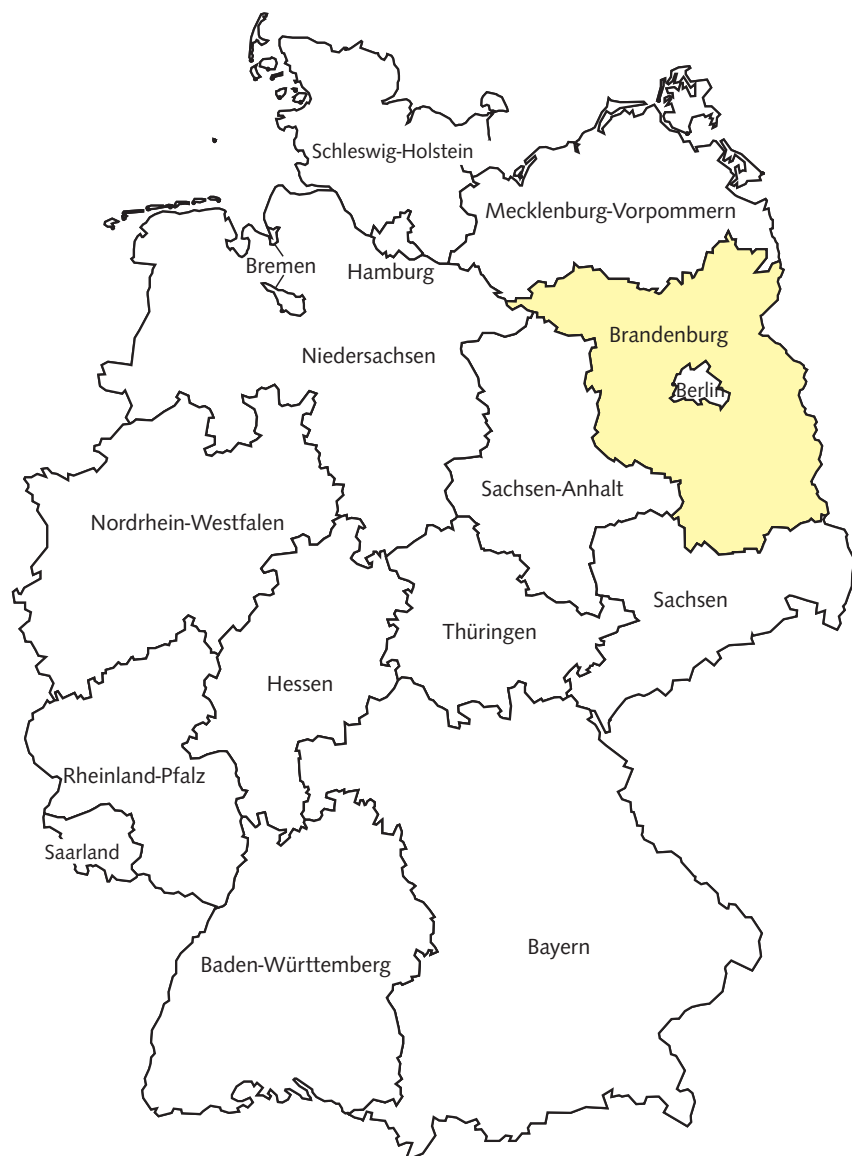 Schleswig-Holstein
Mecklenburg-Vorpommern
Bremen
Hamburg
Brandenburg
Niedersachsen
Berlin
Sachsen-Anhalt
Nordrhein-Westfalen
Sachsen
Thüringen
Hessen
Rheinland-Pfalz
Saarland
Bayern
Baden-Württemberg